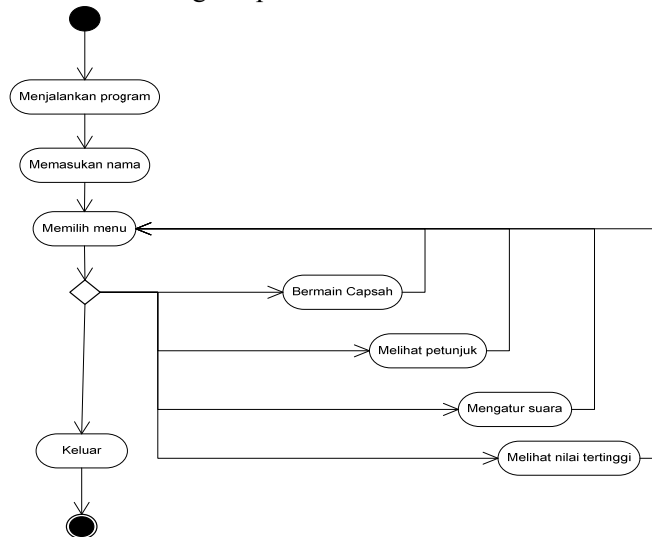 Menjalankan program
Memasukan nama
Memilih menu
Bermain Capsah
Melihat petunjuk
Mengatur suara
Keluar
Melihat nilai tertinggi